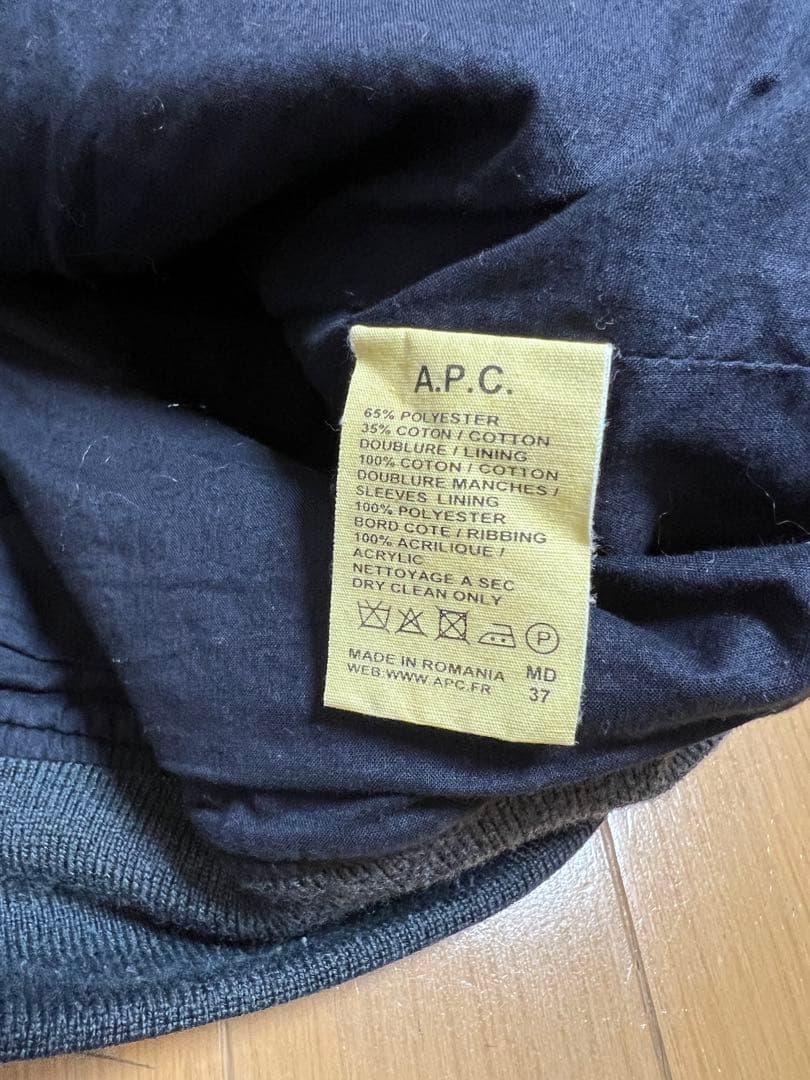 A.P.C.
65% POLYESTER
35% COTON / COTTON
DOUBLURE / LINING
100% COTON / COTTON
DOUBLURE MANCHES /
SLEEVES LINING
100% POLYESTER
BORD COTE / RIBBING
100% ACRILIQUE /
ACRYLIC
NETTOYAGE A SEC
DRY CLEAN ONLY
P
MADE IN ROMANIA MD
WEB:WWW.APC.FR 37